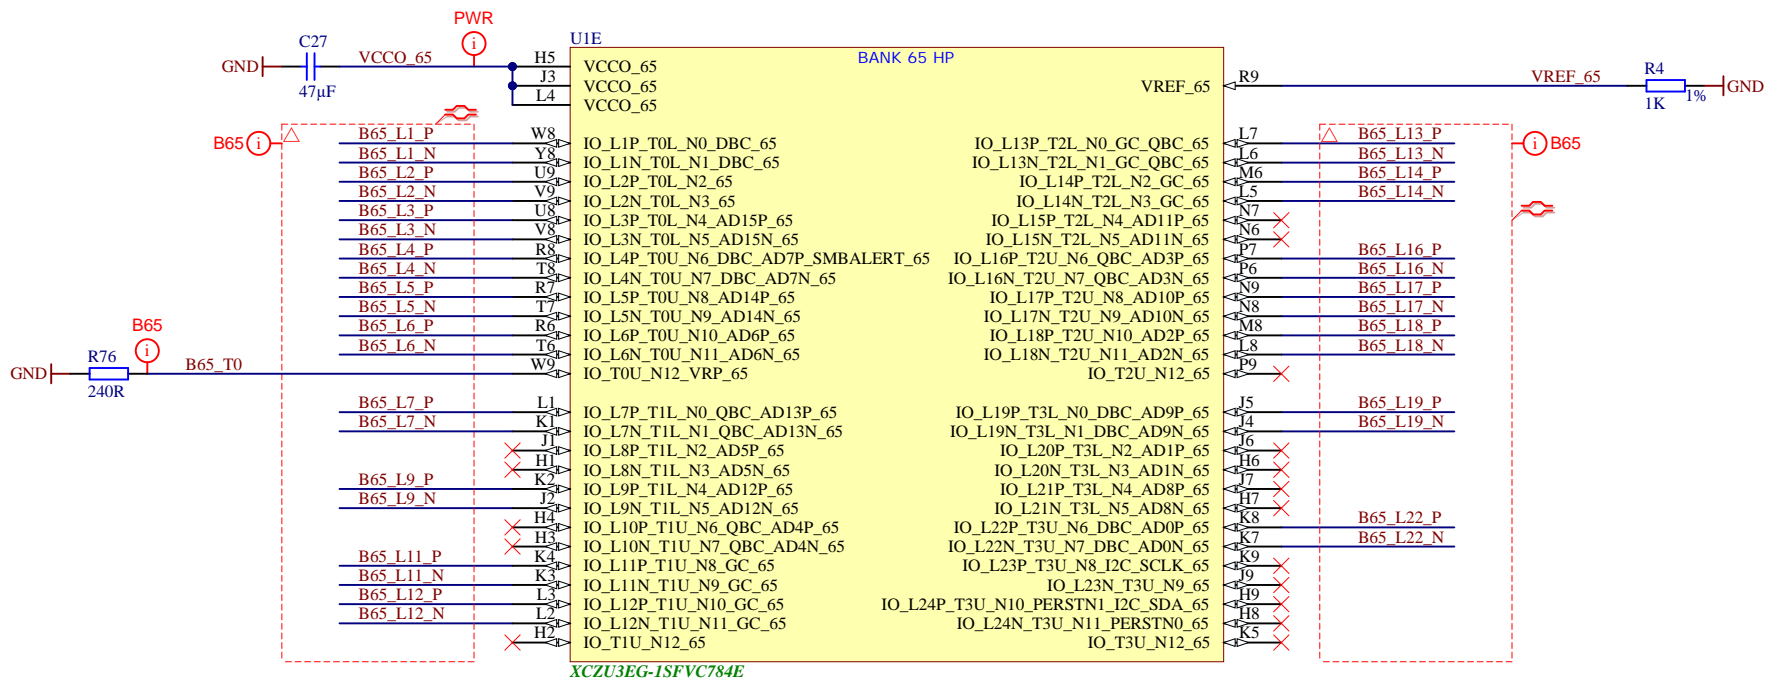 PWR
C27
U1E
GND
VCCO_65
47µF
BANK 65 HP
H5 VCCO_65
J3 VCCO_65
L4 VCCO_65
VREF_65 R9
VREF_65
R4
1K
1%
GND
B65 i
B65_L1_P W8 IO_L1P_T0L_N0_DBC_65
B65_L1_N Y8 IO_L1N_T0L_N1_DBC_65
B65_L2_P U9 IO_L2P_T0L_N2_65
B65_L2_N V9 IO_L2N_T0L_N3_65
B65_L3_P U8 IO_L3P_T0L_N4_AD15P_65
B65_L3_N V8 IO_L3N_T0L_N5_AD15N_65
B65_L4_P R8 IO_L4P_T0U_N6_DBC_AD7P_SMBALERT_65
B65_L4_N T8 IO_L4N_T0U_N7_DBC_AD7N_65
B65_L5_P R7 IO_L5P_T0U_N8_AD14P_65
B65_L5_N T7 IO_L5N_T0U_N9_AD14N_65
B65_L6_P R6 IO_L6P_T0U_N10_AD6P_65
B65_L6_N T6 IO_L6N_T0U_N11_AD6N_65
B65
i
R76
GND
240R
B65_T0 W9 IO_T0U_N12_VRP_65
B65_L7_P L1 IO_L7P_T1L_N0_QBC_AD13P_65
B65_L7_N K1 IO_L7N_T1L_N1_QBC_AD13N_65
J1 IO_L8P_T1L_N2_AD5P_65
H1 IO_L8N_T1L_N3_AD5N_65
B65_L9_P K2 IO_L9P_T1L_N4_AD12P_65
B65_L9_N J2 IO_L9N_T1L_N5_AD12N_65
H4 IO_L10P_T1U_N6_QBC_AD4P_65
H3 IO_L10N_T1U_N7_QBC_AD4N_65
B65_L11_P K4 IO_L11P_T1U_N8_GC_65
B65_L11_N K3 IO_L11N_T1U_N9_GC_65
B65_L12_P L3 IO_L12P_T1U_N10_GC_65
B65_L12_N L2 IO_L12N_T1U_N11_GC_65
H2 IO_T1U_N12_65
IO_L13P_T2L_N0_GC_QBC_65 L7 B65_L13_P
i B65
IO_L13N_T2L_N1_GC_QBC_65 L6 B65_L13_N
IO_L14P_T2L_N2_GC_65 M6 B65_L14_P
IO_L14N_T2L_N3_GC_65 L5 B65_L14_N
IO_L15P_T2L_N4_AD11P_65 N7
IO_L15N_T2L_N5_AD11N_65 N6
IO_L16P_T2U_N6_QBC_AD3P_65 P7 B65_L16_P
IO_L16N_T2U_N7_QBC_AD3N_65 P6 B65_L16_N
IO_L17P_T2U_N8_AD10P_65 N9 B65_L17_P
IO_L17N_T2U_N9_AD10N_65 N8 B65_L17_N
IO_L18P_T2U_N10_AD2P_65 M8 B65_L18_P
IO_L18N_T2U_N11_AD2N_65 L8 B65_L18_N
IO_T2U_N12_65 P9
IO_L19P_T3L_N0_DBC_AD9P_65 J5 B65_L19_P
IO_L19N_T3L_N1_DBC_AD9N_65 J4 B65_L19_N
IO_L20P_T3L_N2_AD1P_65 J6
IO_L20N_T3L_N3_AD1N_65 H6
IO_L21P_T3L_N4_AD8P_65 J7
IO_L21N_T3L_N5_AD8N_65 H7
IO_L22P_T3U_N6_DBC_AD0P_65 K8 B65_L22_P
IO_L22N_T3U_N7_DBC_AD0N_65 K7 B65_L22_N
IO_L23P_T3U_N8_I2C_SCLK_65 K9
IO_L23N_T3U_N9_65 J9
IO_L24P_T3U_N10_PERSTN1_I2C_SDA_65 H9
IO_L24N_T3U_N11_PERSTN0_65 H8
IO_T3U_N12_65 K5
XCZU3EG-1SFVC784E